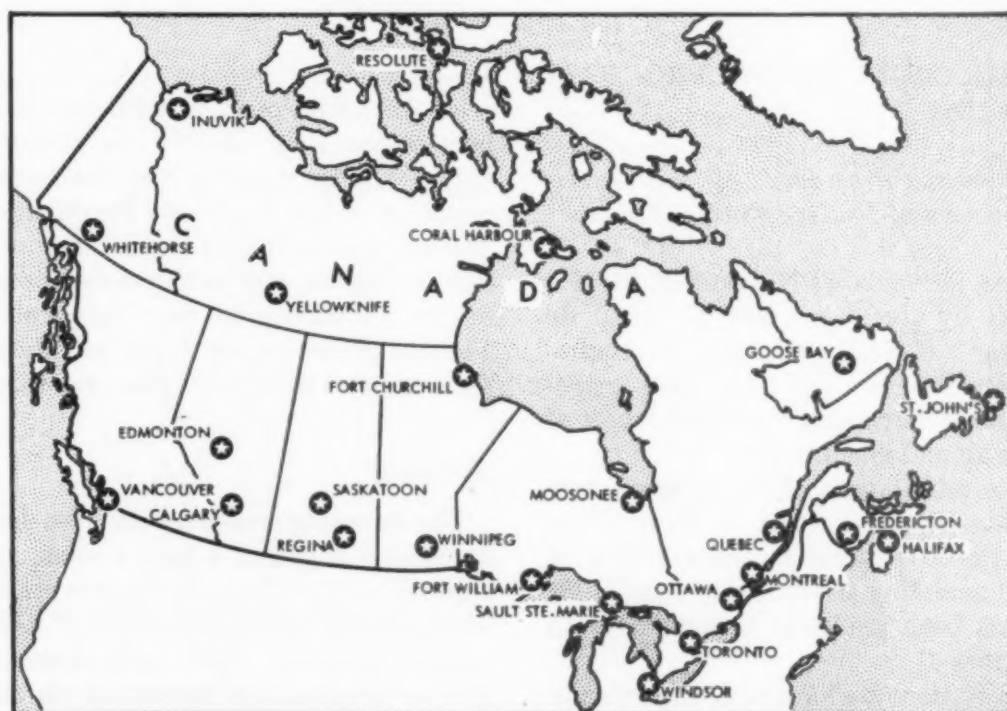 RESOLUTE
INUVIK
WHITEHORSE
CORAL HARBOUR
C A N A D A
YELLOWKNIFE
GOOSE BAY
FORT CHURCHILL
ST. JOHN'S
EDMONTON
VANCOUVER
SASKATOON
MOOSONEE
CALGARY
FREDERICTON
REGINA
WINNIPEG
QUEBEC
HALIFAX
FORT WILLIAM
OTTAWA
MONTREAL
SAULT STE. MARIE
TORONTO
WINDSOR